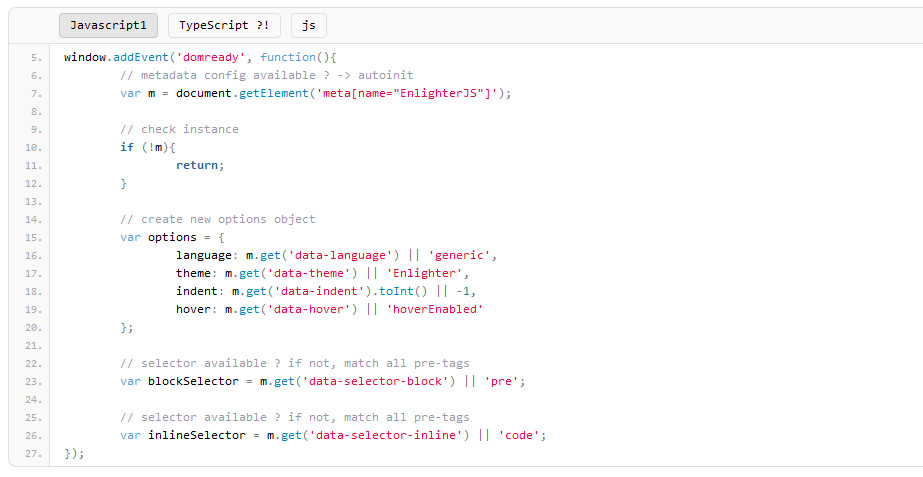 Javascript1 TypeScript ?! js
5. window.addEvent('domready', function(){
6. // metadata config available ? -> autoinit
7. var m = document.getElement('meta[name="EnlighterJS"]');
8.
9. // check instance
10. if (!m){
11. return;
12. }
13.
14. // create new options object
15. var options = {
16. language: m.get('data-language') || 'generic',
17. theme: m.get('data-theme') || 'Enlighter',
18. indent: m.get('data-indent').toInt() || -1,
19. hover: m.get('data-hover') || 'hoverEnabled'
20. };
21.
22. // selector available ? if not, match all pre-tags
23. var blockSelector = m.get('data-selector-block') || 'pre';
24.
25. // selector available ? if not, match all pre-tags
26. var inlineSelector = m.get('data-selector-inline') || 'code';
27. });